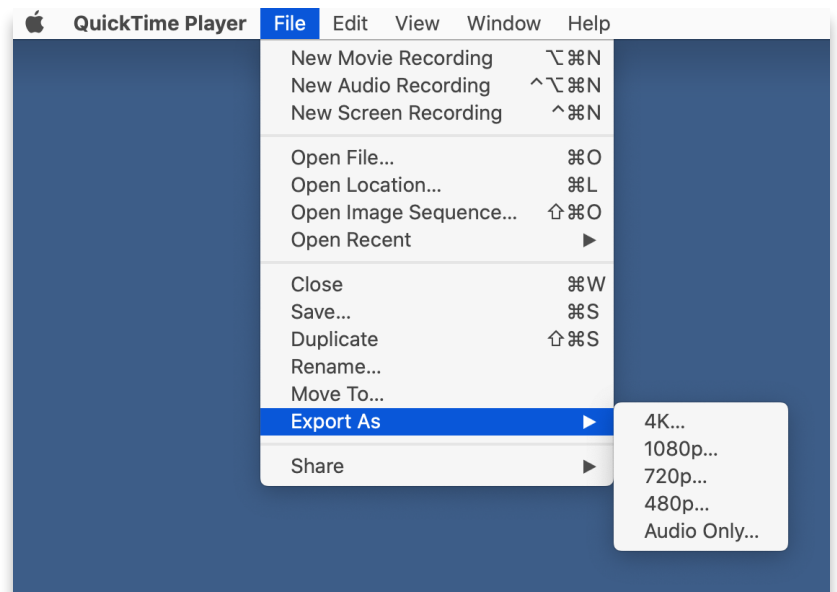 QuickTime Player File Edit View Window Help
New Movie Recording ⌥⌘N
New Audio Recording ^⌥⌘N
New Screen Recording ^⌘N
Open File... ⌘O
Open Location... ⌘L
Open Image Sequence... ⇧⌘O
Open Recent ▶
Close ⌘W
Save... ⌘S
Duplicate ⇧⌘S
Rename...
Move To...
Export As ▶
Share ▶
4K...
1080p...
720p...
480p...
Audio Only...